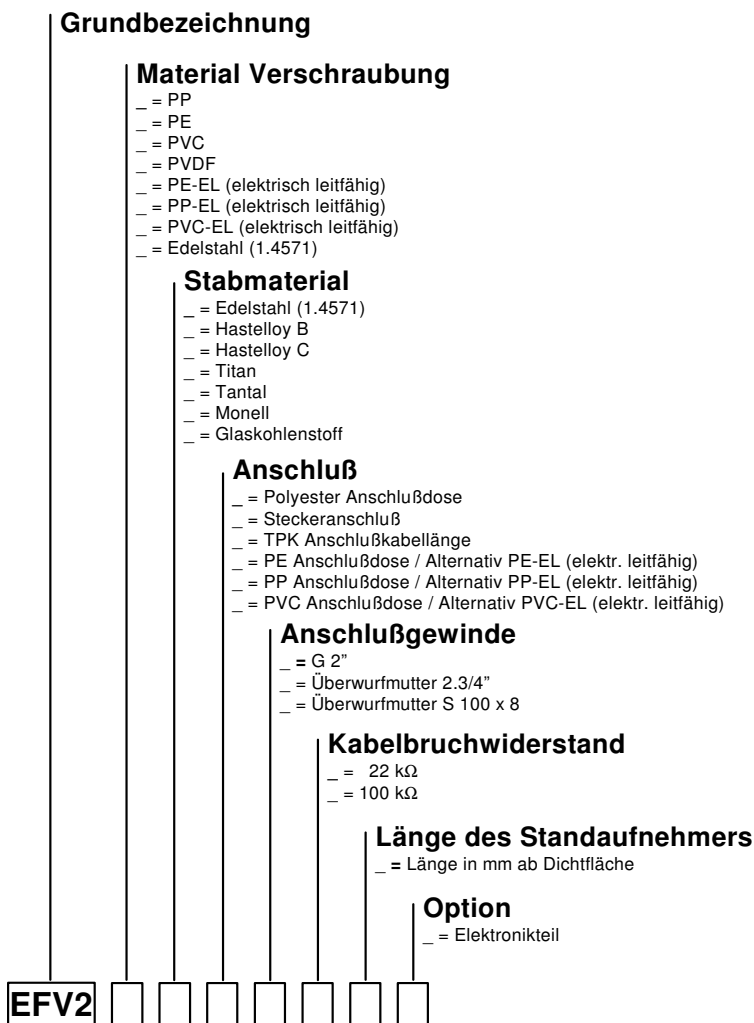 Grundbezeichnung
Material Verschraubung
_ = PP
_ = PE
_ = PVC
_ = PVDF
_ = PE-EL (elektrisch leitfähig)
_ = PP-EL (elektrisch leitfähig)
_ = PVC-EL (elektrisch leitfähig)
_ = Edelstahl (1.4571)
Stabmaterial
_ = Edelstahl (1.4571)
_ = Hastelloy B
_ = Hastelloy C
_ = Titan
_ = Tantal
_ = Monell
_ = Glaskohlenstoff
Anschluß
_ = Polyester Anschlußdose
_ = Steckeranschluß
_ = TPK Anschlußkabellänge
_ = PE Anschlußdose / Alternativ PE-EL (elektr. leitfähig)
_ = PP Anschlußdose / Alternativ PP-EL (elektr. leitfähig)
_ = PVC Anschlußdose / Alternativ PVC-EL (elektr. leitfähig)
Anschlußgewinde
_ = G 2”
_ = Überwurfmutter 2.3/4”
_ = Überwurfmutter S 100 x 8
Kabelbruchwiderstand
_ = 22 kΩ
_ = 100 kΩ
Länge des Standaufnehmers
_ = Länge in mm ab Dichtfläche
Option
_ = Elektronikteil
EFV2